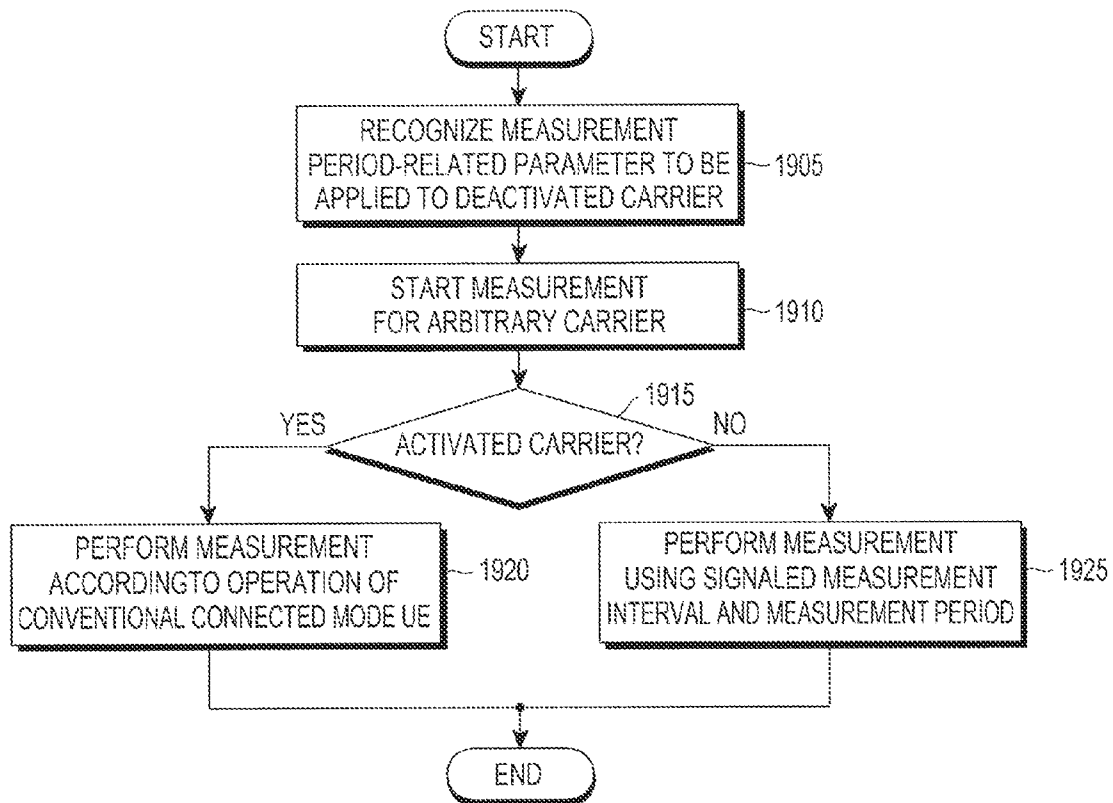 START
RECOGNIZE MEASUREMENT
PERIOD-RELATED PARAMETER TO BE
APPLIED TO DEACTIVATED CARRIER
1905
START MEASUREMENT
FOR ARBITRARY CARRIER
1910
1915
YES
ACTIVATED CARRIER?
NO
PERFORM MEASUREMENT
ACCORDINGTO OPERATION OF
CONVENTIONAL CONNECTED MODE UE
1920
PERFORM MEASUREMENT
USING SIGNALED MEASUREMENT
INTERVAL AND MEASUREMENT PERIOD
1925
END